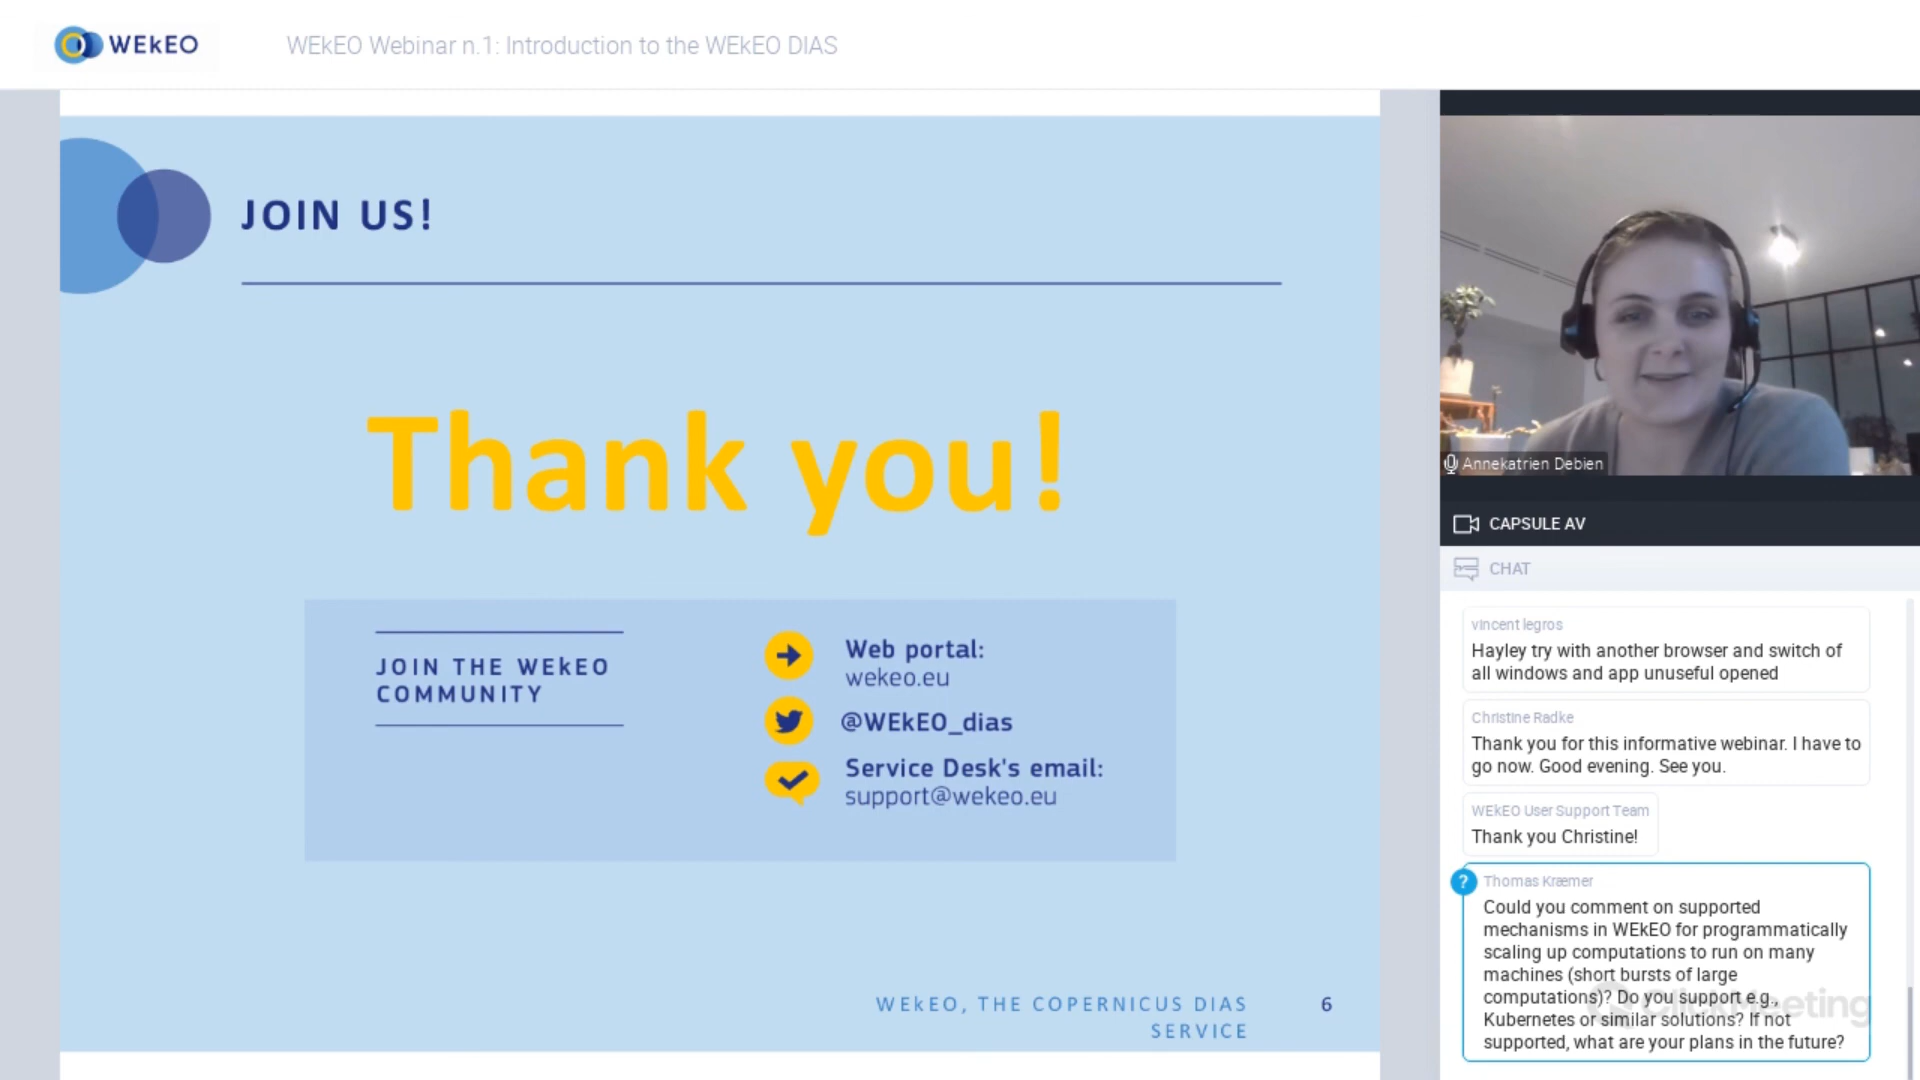 WEkEO
WEkEO Webinar n.1: Introduction to the WEkEO DIAS
JOIN US!
Thank you!
JOIN THE WEkEO
COMMUNITY
Web portal:
wekeo.eu
@WEkEO_dias
Service Desk's email:
support@wekeo.eu
WEkEO, THE COPERNICUS DIAS
SERVICE
6
Annekatrien Debien
CAPSULE AV
CHAT
vincent legros
Hayley try with another browser and switch of
all windows and app unuseful opened
Christine Radke
Thank you for this informative webinar. I have to
go now. Good evening. See you.
WEkEO User Support Team
Thank you Christine!
?
Thomas Kræmer
Could you comment on supported
mechanisms in WEkEO for programmatically
scaling up computations to run on many
machines (short bursts of large
computations)? Do you support e.g.,
Kubernetes or similar solutions? If not
supported, what are your plans in the future?
ClickMeeting